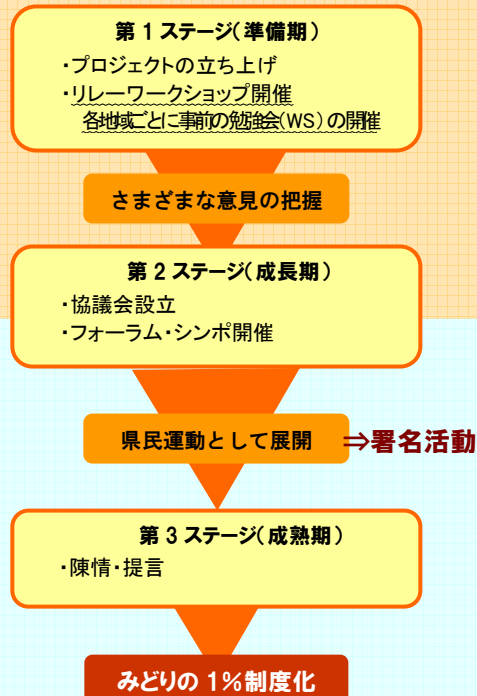 第1ステージ(準備期)
・プロジェクトの立ち上げ
・リレーワークショップ開催
各地域ごとに事前の勉強会(WS)の開催
さまざまな意見の把握
第2ステージ(成長期)
・協議会設立
・フォーラム・シンポ開催
県民運動として展開 ⇒署名活動
第3ステージ(成熟期)
・陳情・提言
みどりの1%制度化